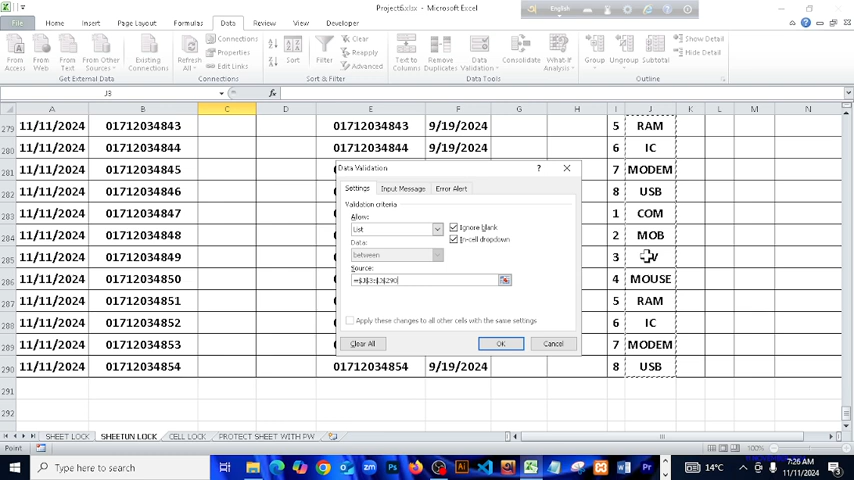 Project6.xlsx - Microsoft Excel
English
File Home Insert Page Layout Formulas Data Review View Developer
From Access
From Web
From Text
From Other Sources
Existing Connections
Refresh All
Connections
Properties
Edit Links
Sort
Filter
Clear
Reapply
Advanced
Text to Columns
Remove Duplicates
Data Validation
Consolidate
What-If Analysis
Group
Ungroup
Subtotal
Show Detail
Hide Detail
Get External Data Connections Sort & Filter Data Tools Outline
J3 fx
A B C D E F G H I J K L M N
279 11/11/2024 01712034843 01712034843 9/19/2024 5 RAM
280 11/11/2024 01712034844 01712034844 9/19/2024 6 IC
281 11/11/2024 01712034845 7 MODEM
282 11/11/2024 01712034846 8 USB
283 11/11/2024 01712034847 1 COM
284 11/11/2024 01712034848 2 MOB
285 11/11/2024 01712034849 3
286 11/11/2024 01712034850 4 MOUSE
287 11/11/2024 01712034851 5 RAM
288 11/11/2024 01712034852 6 IC
289 11/11/2024 01712034853 7 MODEM
290 11/11/2024 01712034854 01712034854 9/19/2024 8 USB
291
292
Data Validation ?
Settings Input Message Error Alert
Validation criteria
Allow:
List
Ignore blank
In-cell dropdown
Data:
between
Source:
=$J$3:$J$290
Apply these changes to all other cells with the same settings
Clear All OK Cancel
SHEET LOCK SHEETUN LOCK CELL LOCK PROTECT SHEET WITH PW
Point 100%
Type here to search
14°C
7:26 AM
11/11/2024
3